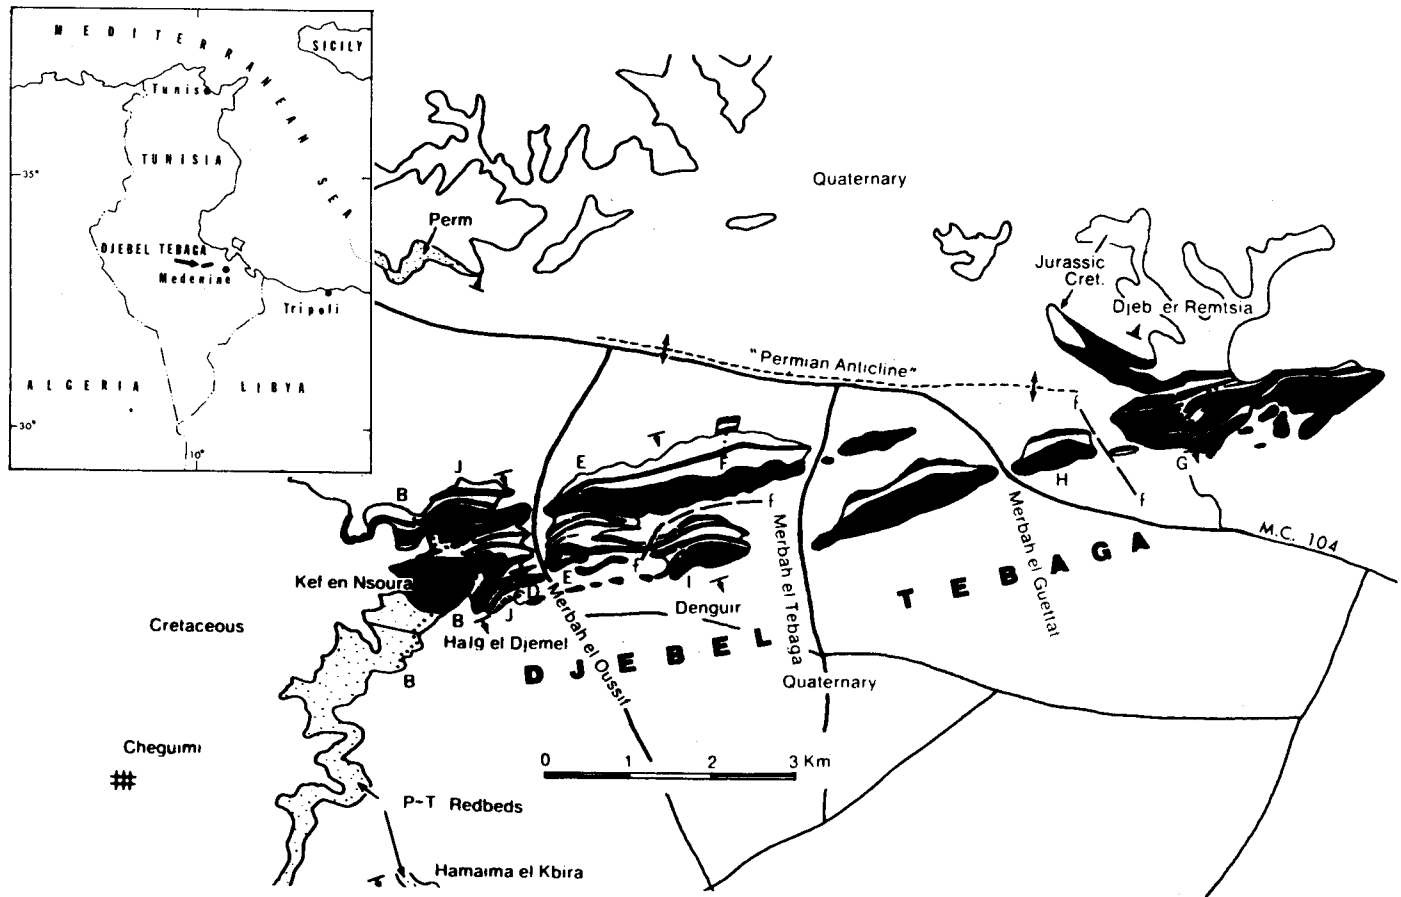 MEDITERRANEAN SEA
SICILY
Tunis
TUNISIA
35°
DJEBEL TEBAGA
Medenine
Tripoli
ALGERIA
LIBYA
30°
10°
Quaternary
Perm
Jurassic
Cret.
Djeb er Remtsia
"Permian Anticline"
f
J
E
F
B
H
G
f
f
M.C. 104
Merbah el Guettat
Merbah el Tebaga
Kef en Nsoura
f
E
I
CD
J
B
Merbah el Oussif
Denguir
Halg el Djemel
Cretaceous
DJEBEL TEBAGA
B
Quaternary
Cheguimi
0 1 2 3 Km
P-T Redbeds
Hamaima el Kbira